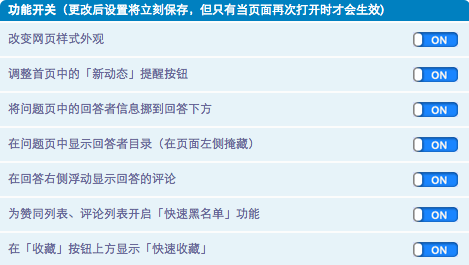 功能开关（更改后设置将立刻保存，但只有当页面再次打开时才会生效)
改变网页样式外观 ON
调整首页中的「新动态」提醒按钮 ON
将问题页中的回答者信息挪到回答下方 ON
在问题页中显示回答者目录（在页面左侧掩藏） ON
在回答右侧浮动显示回答的评论 ON
为赞同列表、评论列表开启「快速黑名单」功能 ON
在「收藏」按钮上方显示「快速收藏」 ON